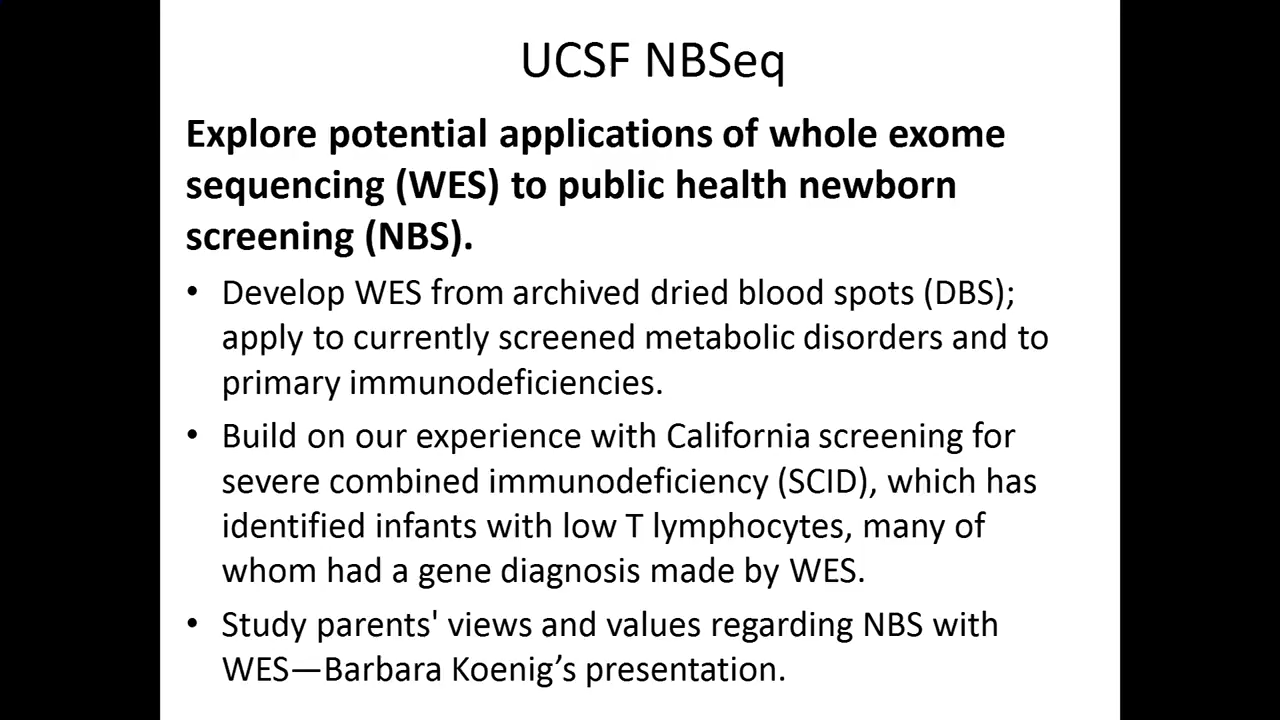 UCSF NBSeq
Explore potential applications of whole exome
sequencing (WES) to public health newborn
screening (NBS).
• Develop WES from archived dried blood spots (DBS);
apply to currently screened metabolic disorders and to
primary immunodeficiencies.
• Build on our experience with California screening for
severe combined immunodeficiency (SCID), which has
identified infants with low T lymphocytes, many of
whom had a gene diagnosis made by WES.
• Study parents' views and values regarding NBS with
WES—Barbara Koenig’s presentation.